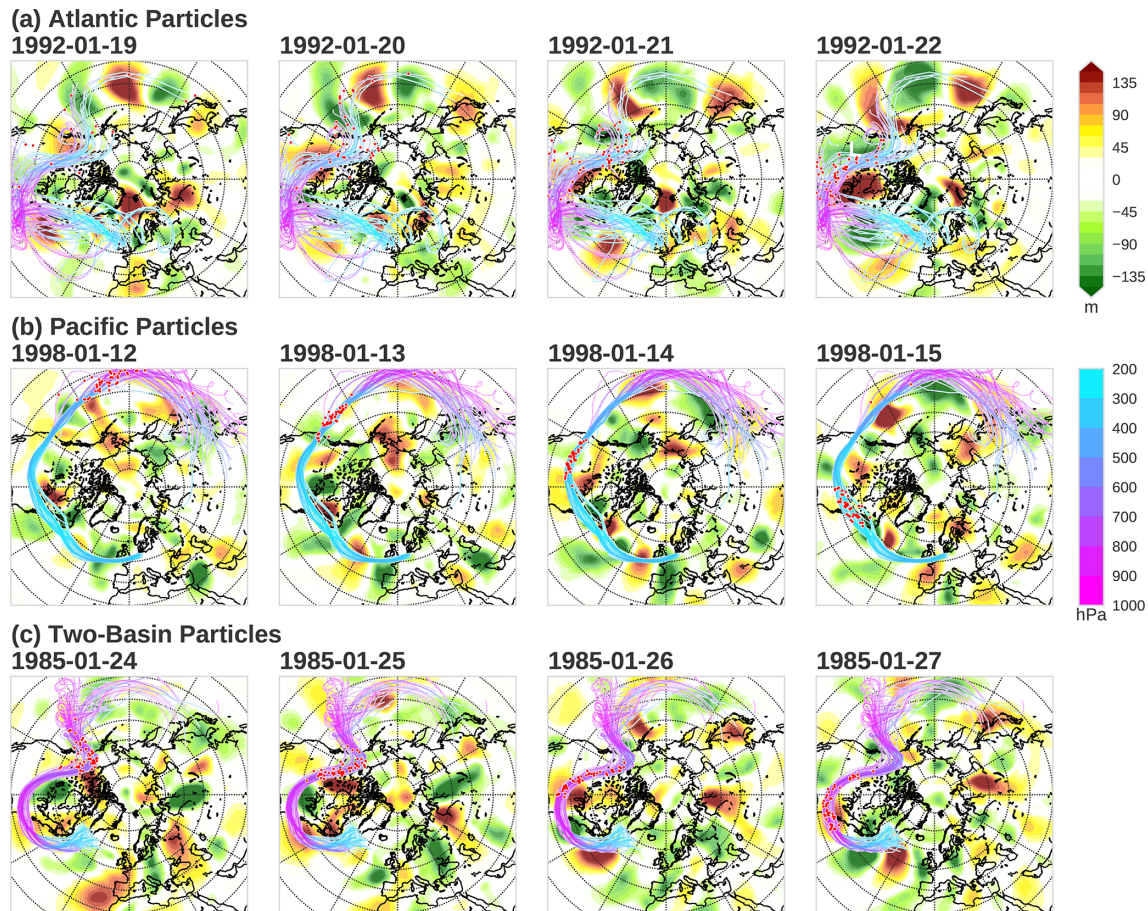 (a) Atlantic Particles
1992-01-19 1992-01-20 1992-01-21 1992-01-22
135
90
45
0
−45
−90
−135
m
L
(b) Pacific Particles
1998-01-12 1998-01-13 1998-01-14 1998-01-15
200
300
400
500
600
700
800
900
1000
hPa
(c) Two-Basin Particles
1985-01-24 1985-01-25 1985-01-26 1985-01-27